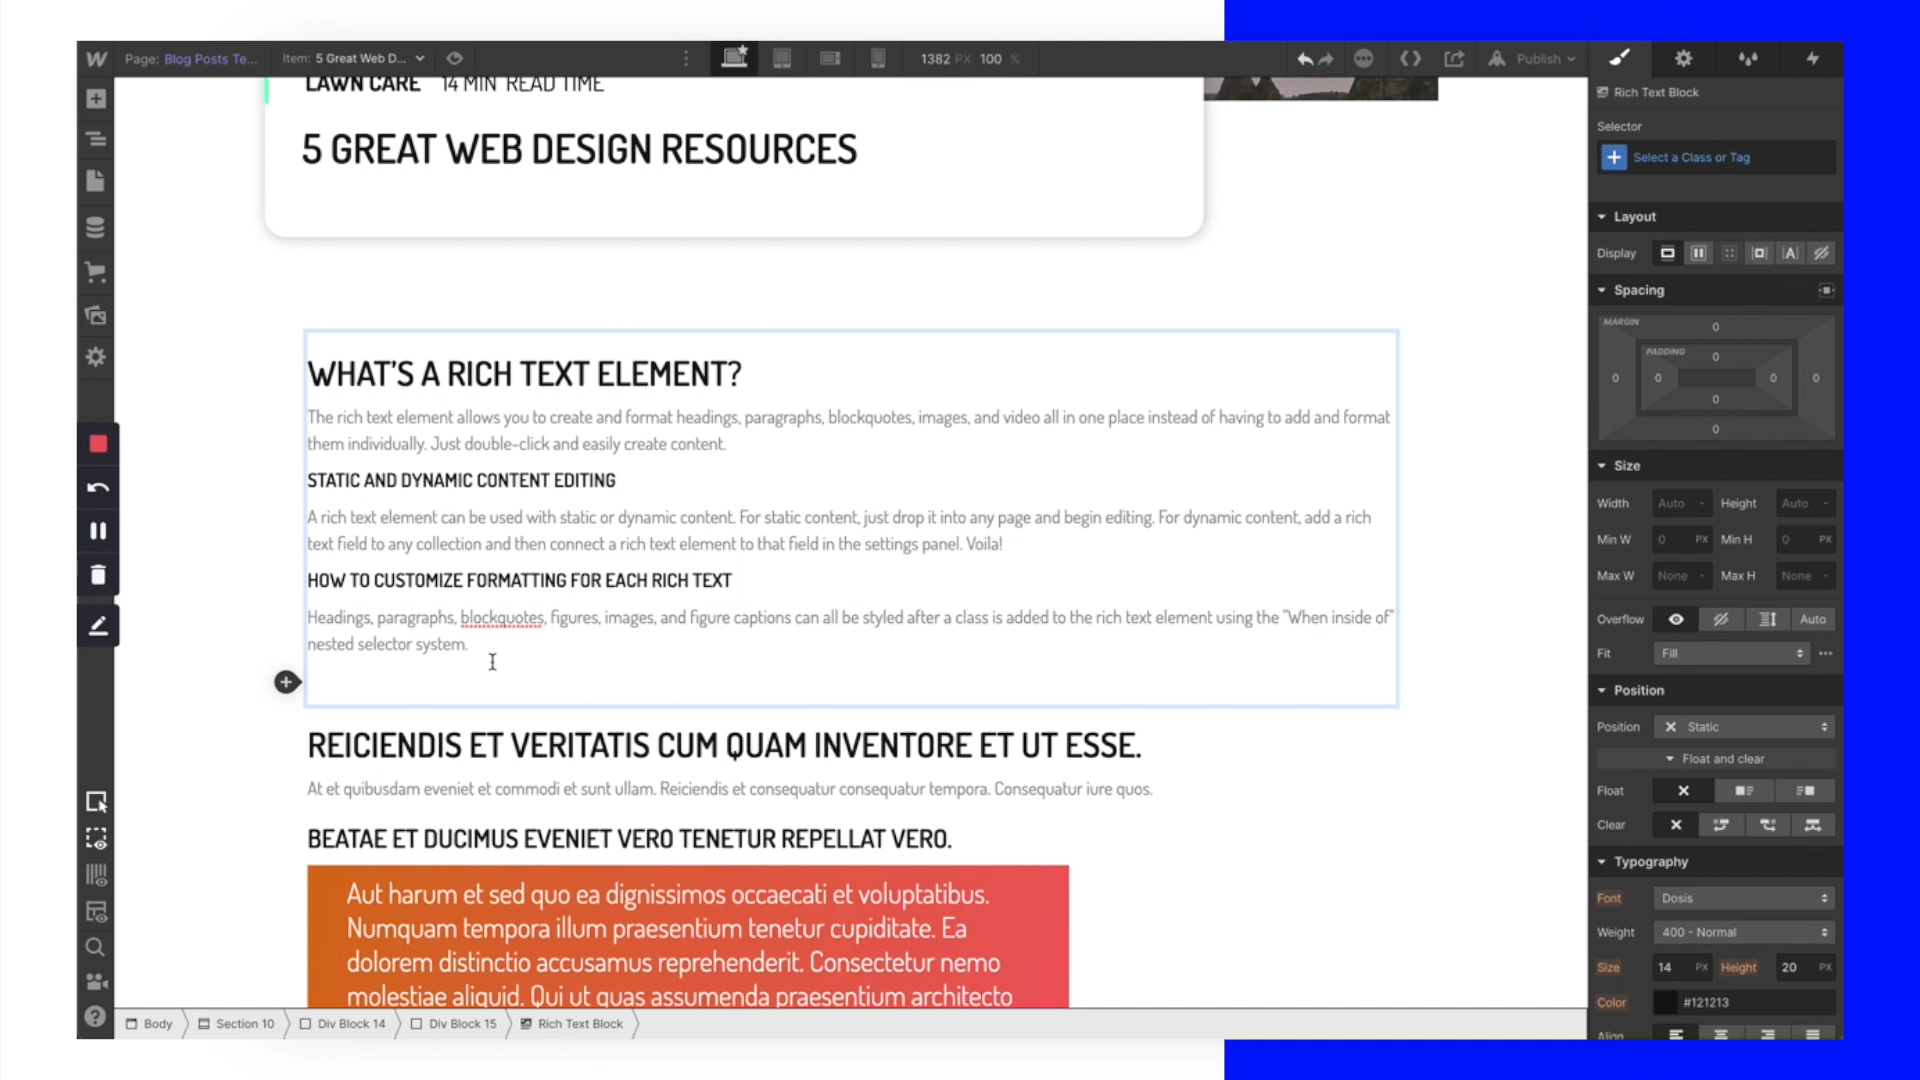 Page: Blog Posts Te...
Item: 5 Great Web D...
1382 PX 100 %
Publish
LAWN CARE 14 MIN READ TIME
5 GREAT WEB DESIGN RESOURCES
WHAT'S A RICH TEXT ELEMENT?
The rich text element allows you to create and format headings, paragraphs, blockquotes, images, and video all in one place instead of having to add and format
them individually. Just double-click and easily create content.
STATIC AND DYNAMIC CONTENT EDITING
A rich text element can be used with static or dynamic content. For static content, just drop it into any page and begin editing. For dynamic content, add a rich
text field to any collection and then connect a rich text element to that field in the settings panel. Voila!
HOW TO CUSTOMIZE FORMATTING FOR EACH RICH TEXT
Headings, paragraphs, blockquotes, figures, images, and figure captions can all be styled after a class is added to the rich text element using the "When inside of"
nested selector system.
REICIENDIS ET VERITATIS CUM QUAM INVENTORE ET UT ESSE.
At et quibusdam eveniet et commodi et sunt ullam. Reiciendis et consequatur consequatur tempora. Consequatur iure quos.
BEATAE ET DUCIMUS EVENIET VERO TENETUR REPELLAT VERO.
Aut harum et sed quo ea dignissimos occaecati et voluptatibus.
Numquam tempora illum praesentium tenetur cupiditate. Ea
dolorem distinctio accusamus reprehenderit. Consectetur nemo
molestiae aliquid. Qui ut quas assumenda praesentium architecto
Body
Section 10
Div Block 14
Div Block 15
Rich Text Block
Rich Text Block
Selector
Select a Class or Tag
Layout
Display
Spacing
MARGIN
0
PADDING
0
0 0 0 0
0
0
Size
Width Auto - Height Auto -
Min W 0 PX Min H 0 PX
Max W None - Max H None -
Overflow Auto
Fit Fill
Position
Position Static
Float and clear
Float
Clear
Typography
Font Dosis
Weight 400 - Normal
Size 14 PX Height 20 PX
Color #121213
Align